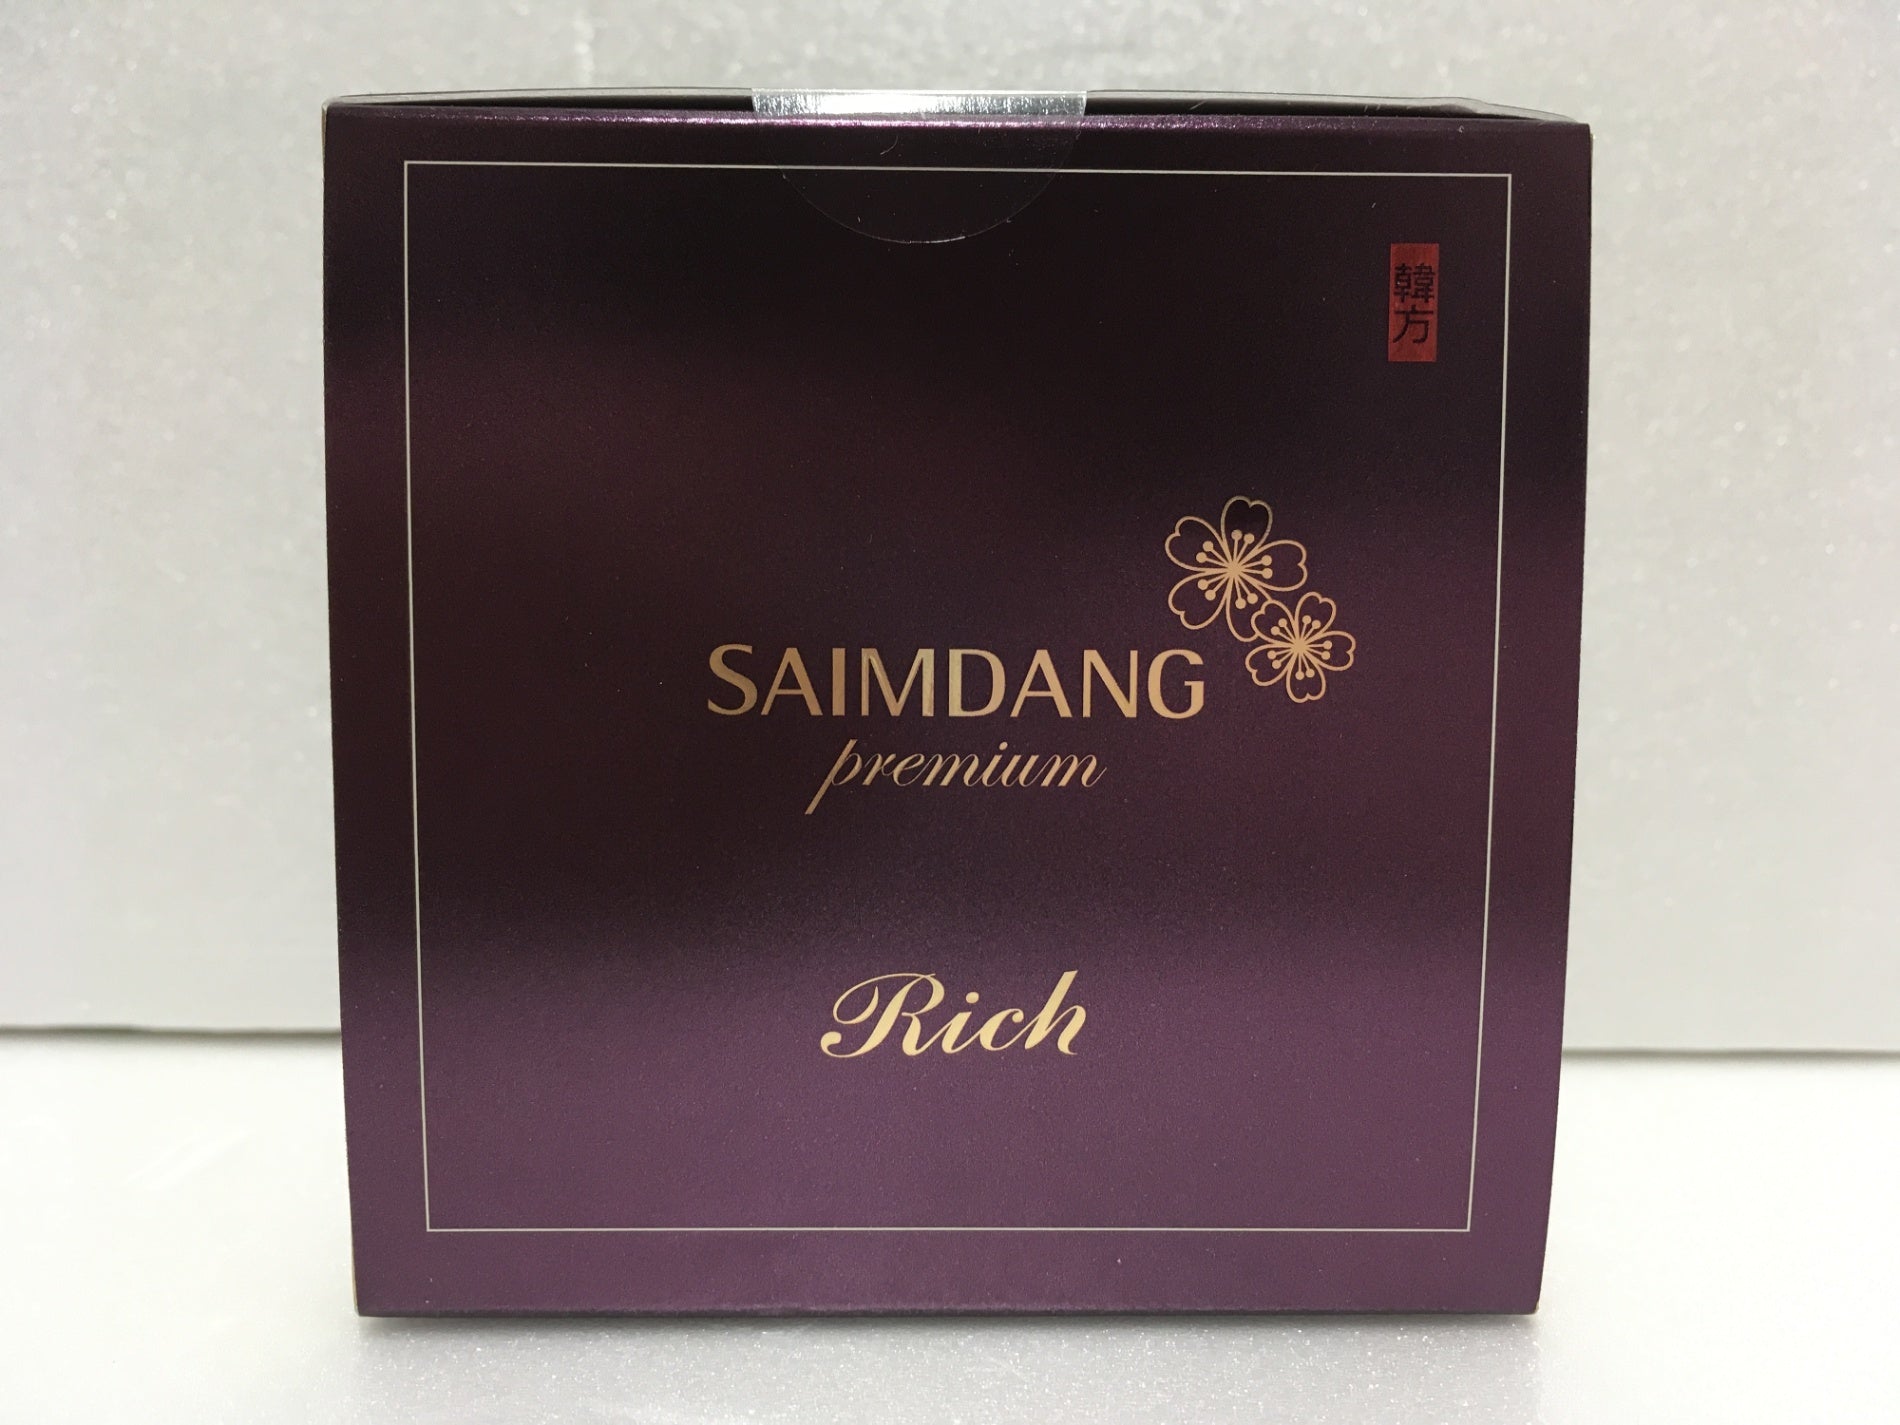 韓方
SAIMDANG
premium
Rich